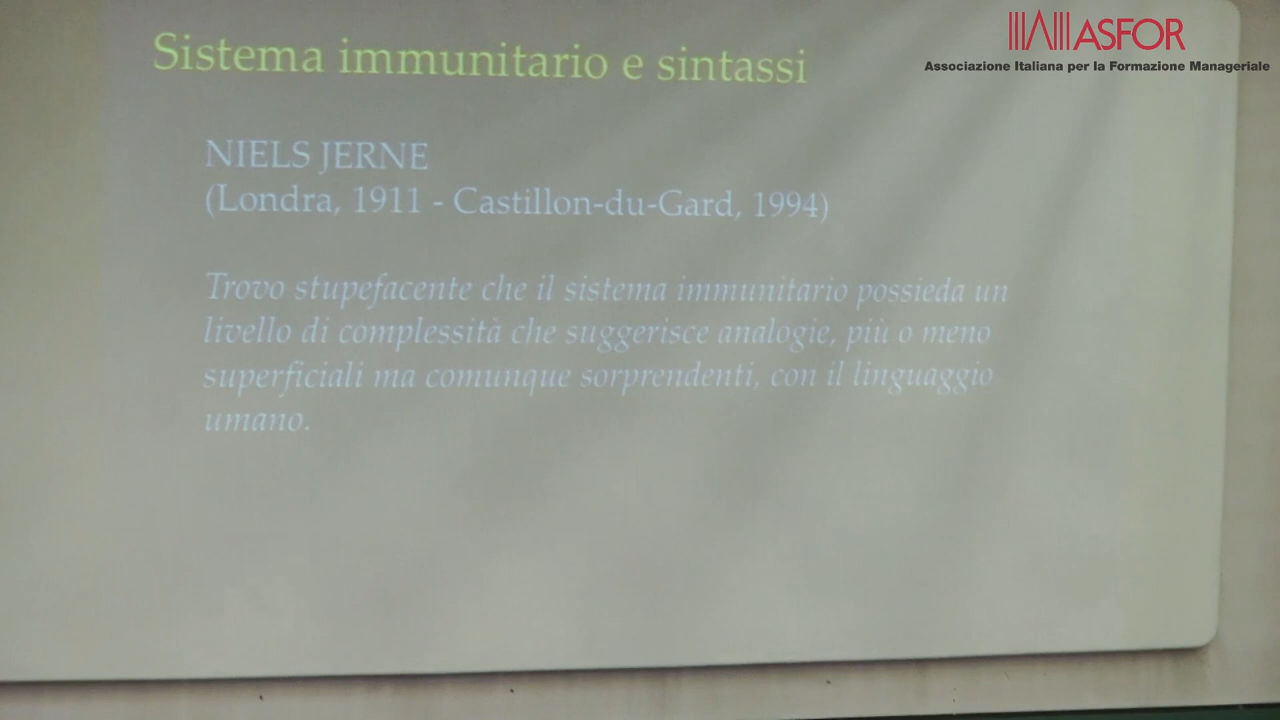 ASFOR
Associazione Italiana per la Formazione Manageriale
Sistema immunitario e sintassi
NIELS JERNE
(Londra, 1911 - Castillon-du-Gard, 1994)
Trovo stupefacente che il sistema immunitario possieda un
livello di complessità che suggerisce analogie, più o meno
superficiali ma comunque sorprendenti, con il linguaggio
umano.